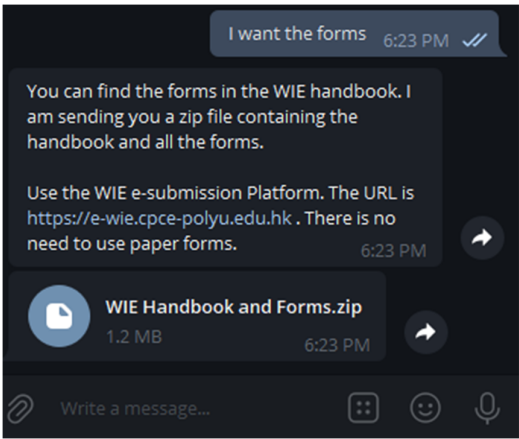 I want the forms
6:23 PM
You can find the forms in the WIE handbook. I
am sending you a zip file containing the
handbook and all the forms.
Use the WIE e-submission Platform. The URL is
https://e-wie.cpce-polyu.edu.hk . There is no
need to use paper forms.
6:23 PM
WIE Handbook and Forms.zip
1.2 MB
6:23 PM
Write a message...